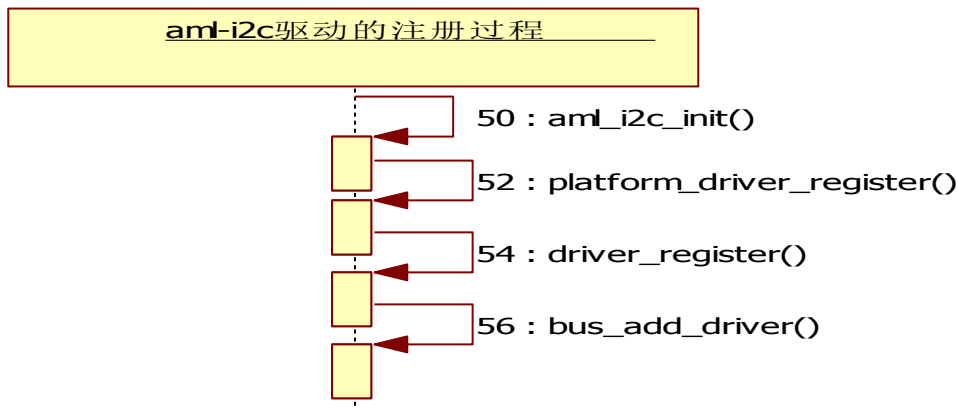 aml-i2c驱动的注册过程
50 : aml_i2c_init()
52 : platform_driver_register()
54 : driver_register()
56 : bus_add_driver()